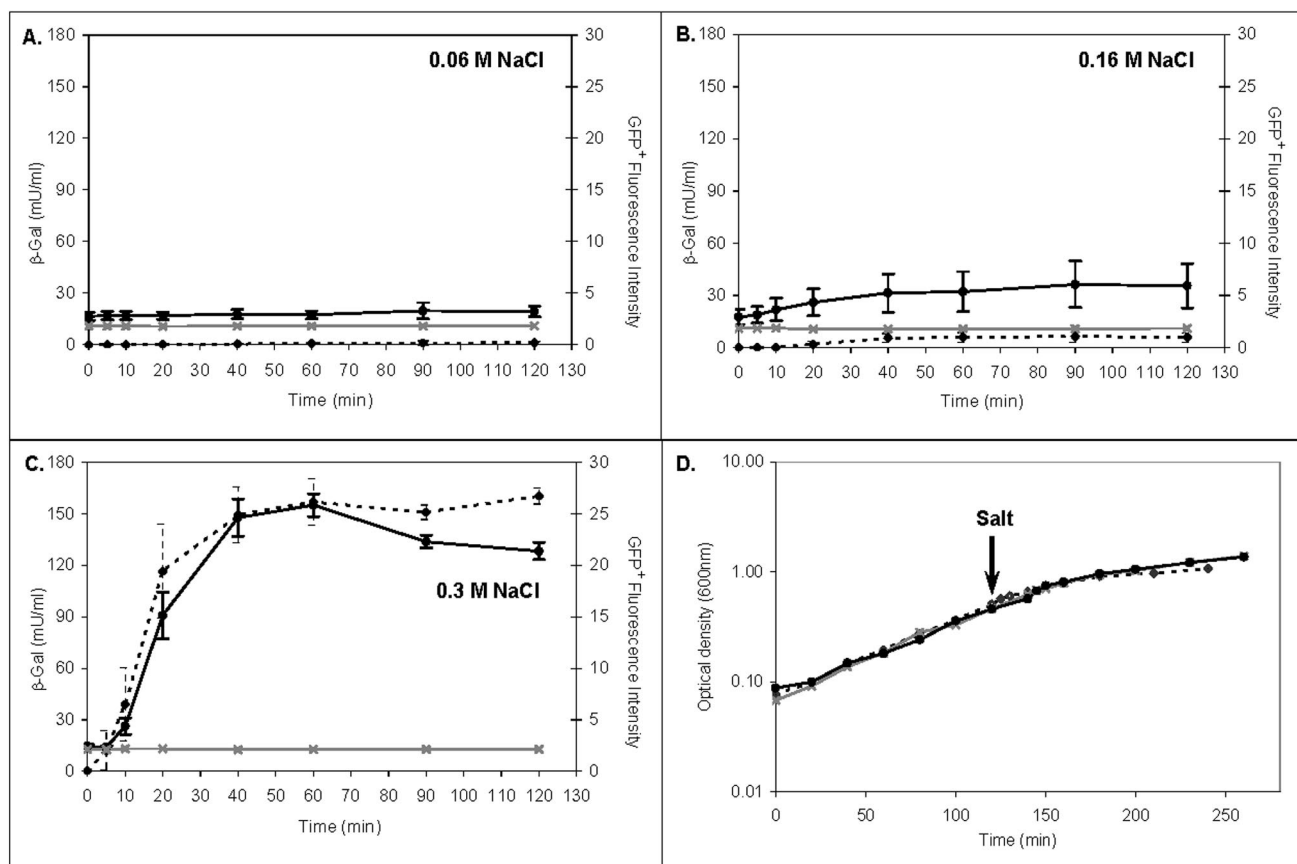 A.
0.06 M NaCl
180
150
120
90
60
30
0
β-Gal (mU/ml)
30
25
20
15
10
5
0
GFP+ Fluorescence Intensity
0 10 20 30 40 50 60 70 80 90 100 110 120 130
Time (min)
B.
0.16 M NaCl
180
150
120
90
60
30
0
β-Gal (mU/ml)
30
25
20
15
10
5
0
GFP+ Fluorescence Intensity
0 10 20 30 40 50 60 70 80 90 100 110 120 130
Time (min)
C.
0.3 M NaCl
180
150
120
90
60
30
0
β-Gal (mU/ml)
30
25
20
15
10
5
0
GFP+ Fluorescence Intensity
0 10 20 30 40 50 60 70 80 90 100 110 120 130
Time (min)
D.
Salt
10.00
1.00
0.10
0.01
Optical density (600nm)
0 50 100 150 200 250
Time (min)